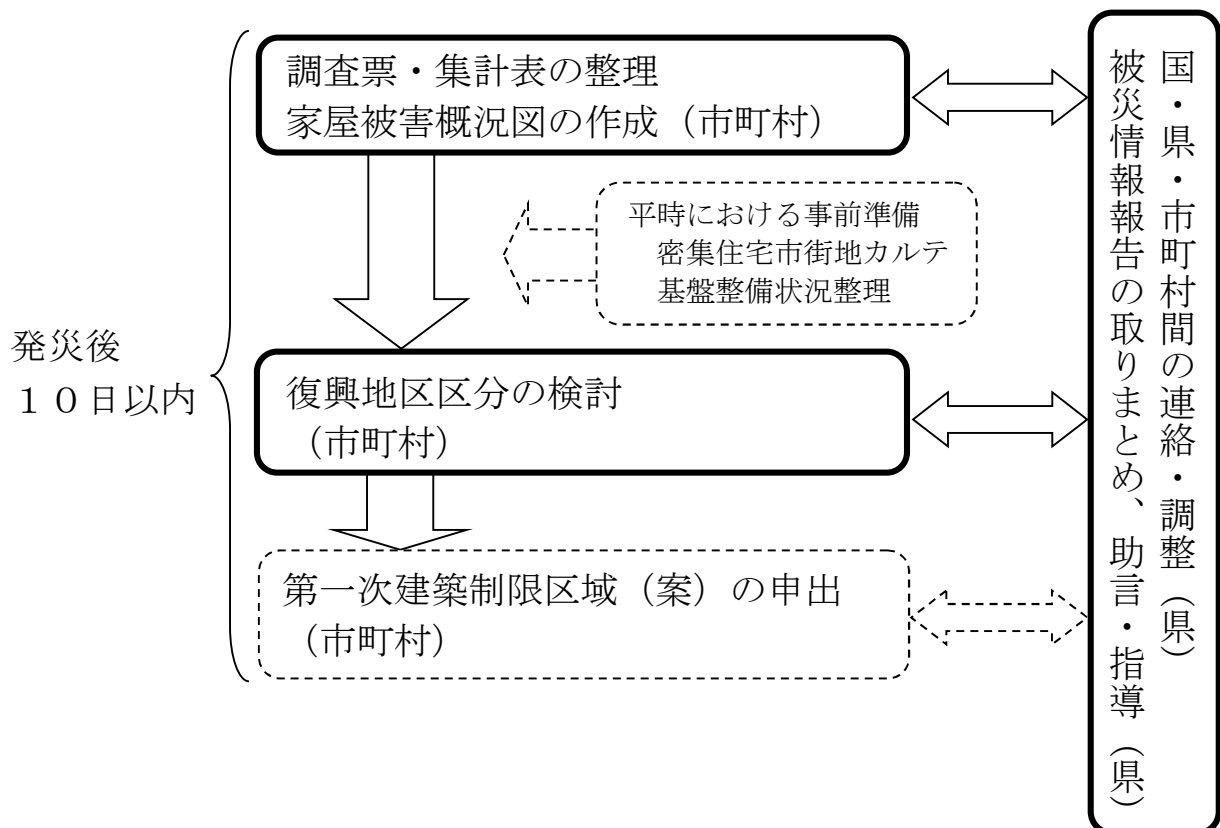 発災後
１０日以内
調査票・集計表の整理
家屋被害概況図の作成（市町村）
平時における事前準備
密集住宅市街地カルテ
基盤整備状況整理
復興地区区分の検討
（市町村）
第一次建築制限区域（案）の申出
（市町村）
国・県・市町村間の連絡・調整（県）
被災情報報告の取りまとめ、助言・指導（県）